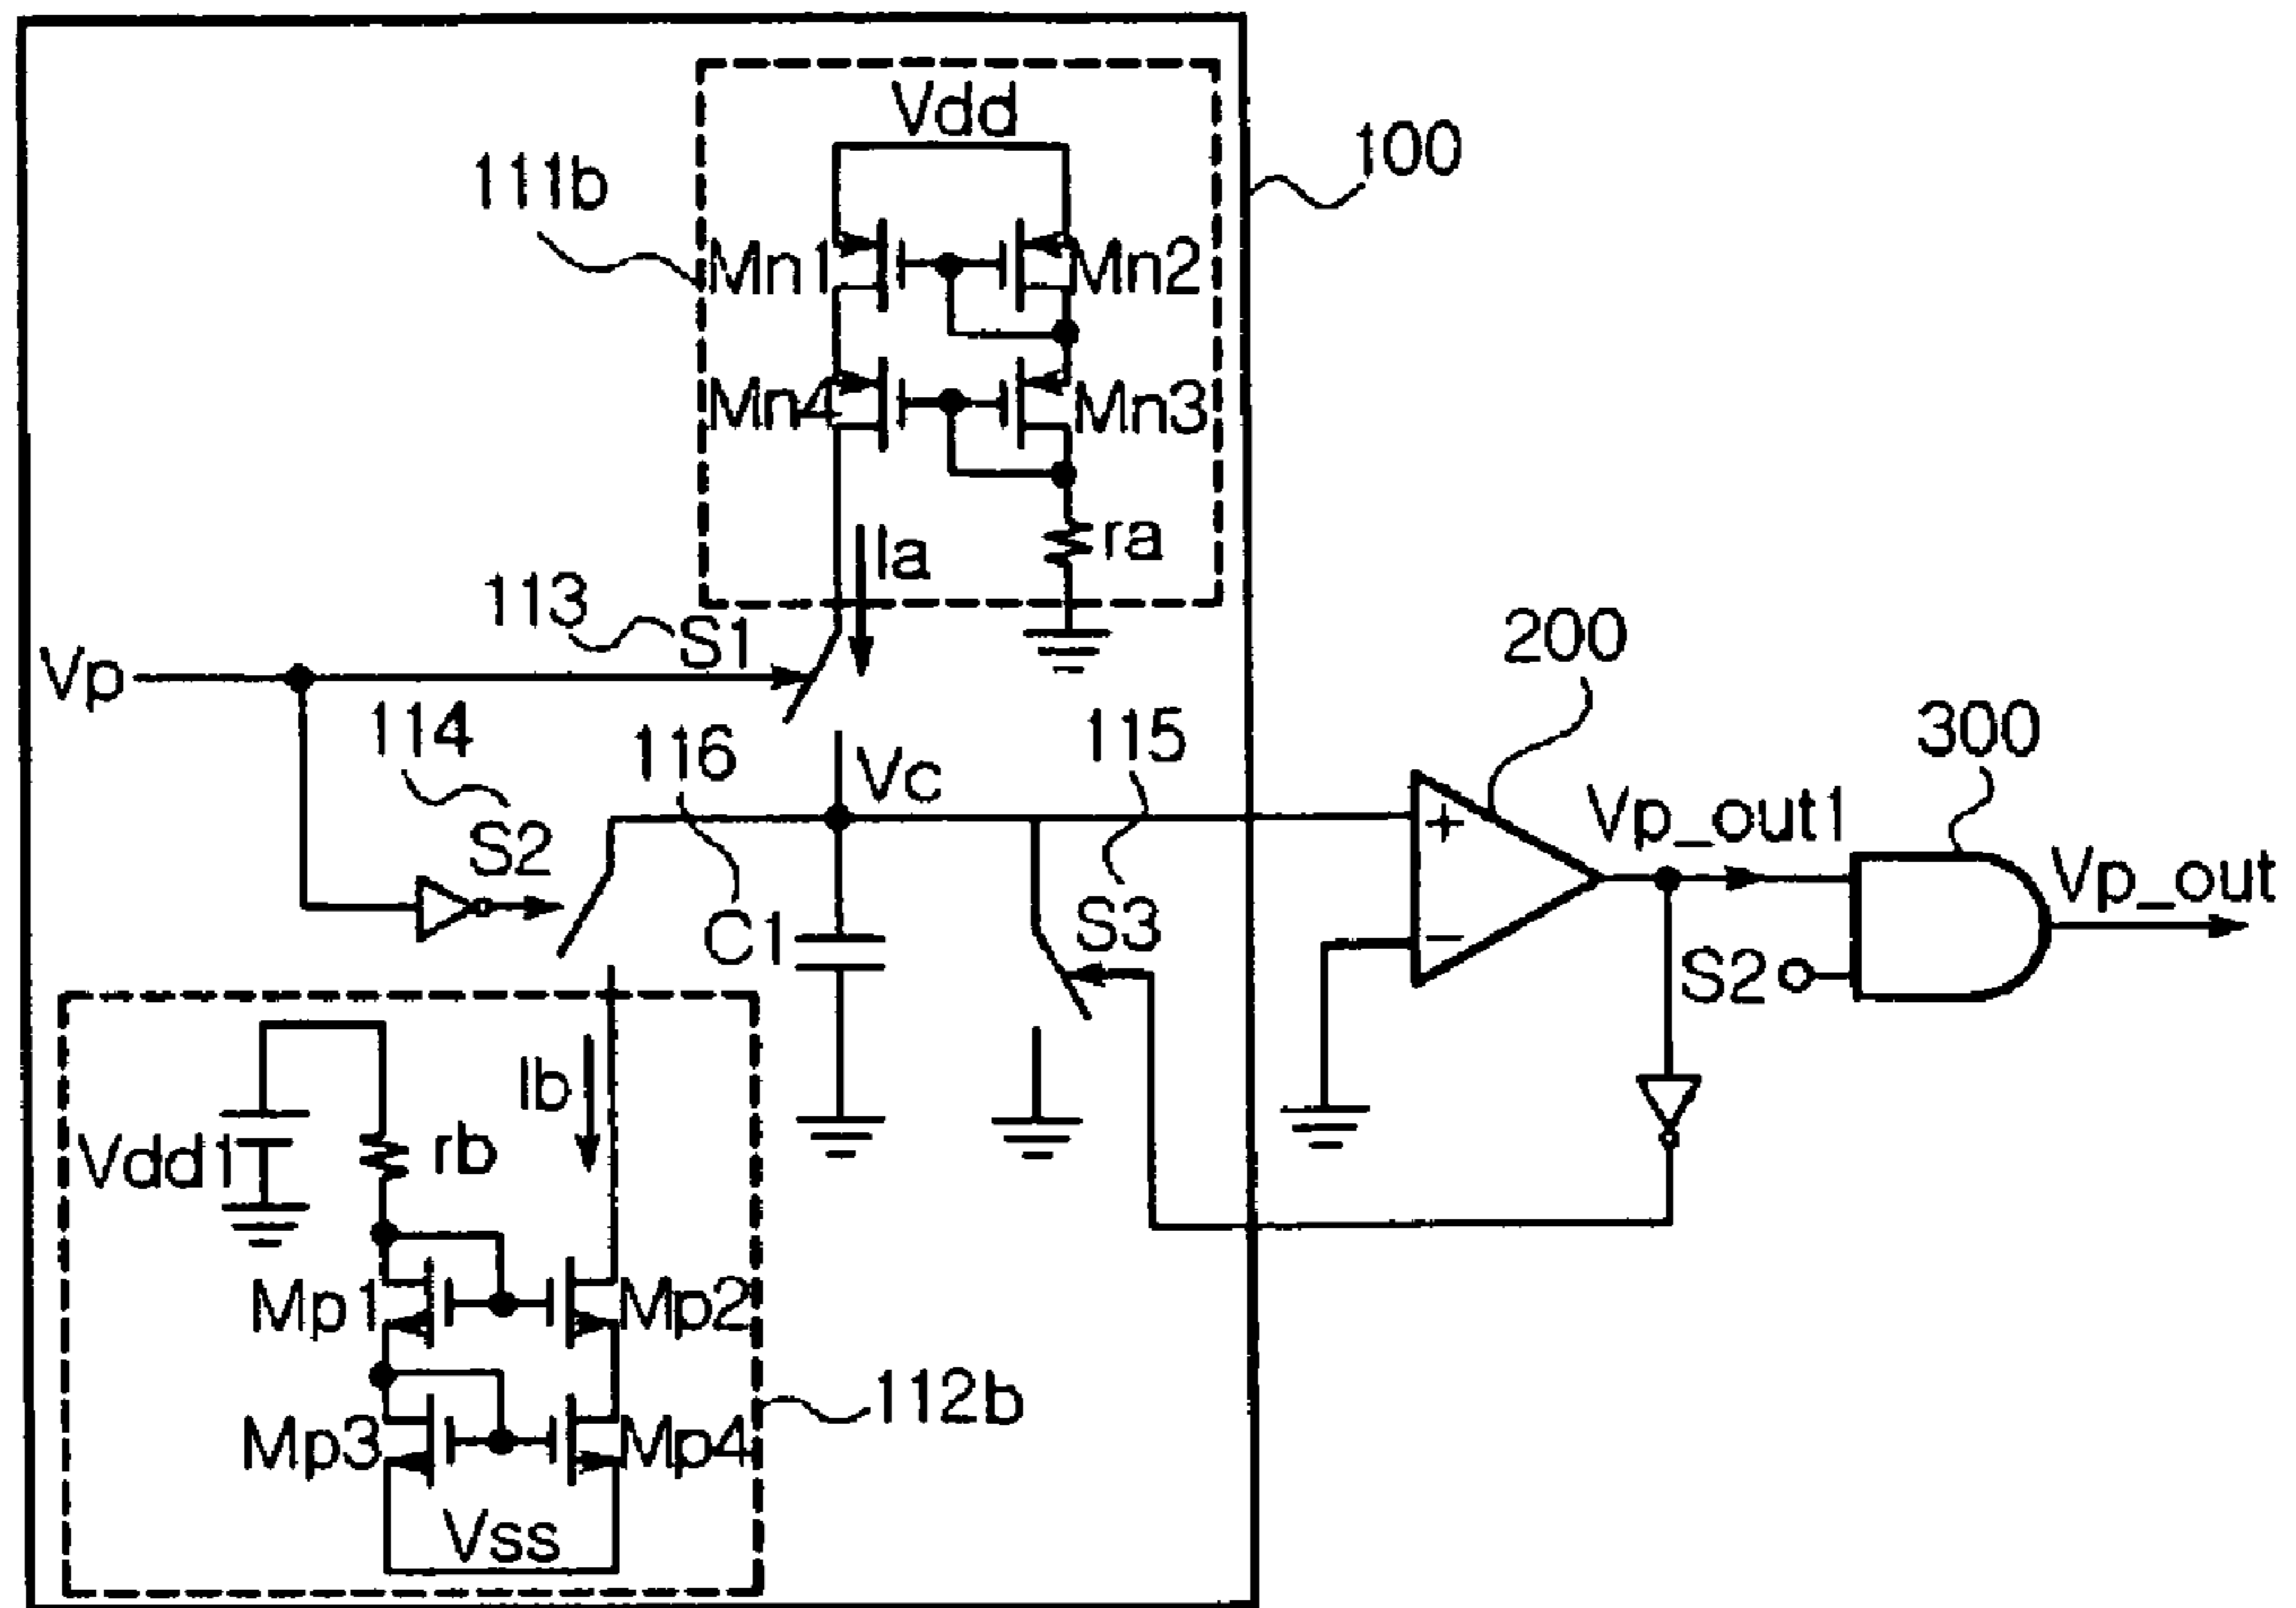 Vdd
100
111b
Mn1
Mn2
Mn4
Mn3
Ia
ra
113
S1
Vp
200
114
116
Vc
115
300
S2
+
Vp_out1
Vp_out
C1
S3
−
S2
Ib
Vdd1
rb
Mp1
Mp2
112b
Mp3
Mp4
Vss